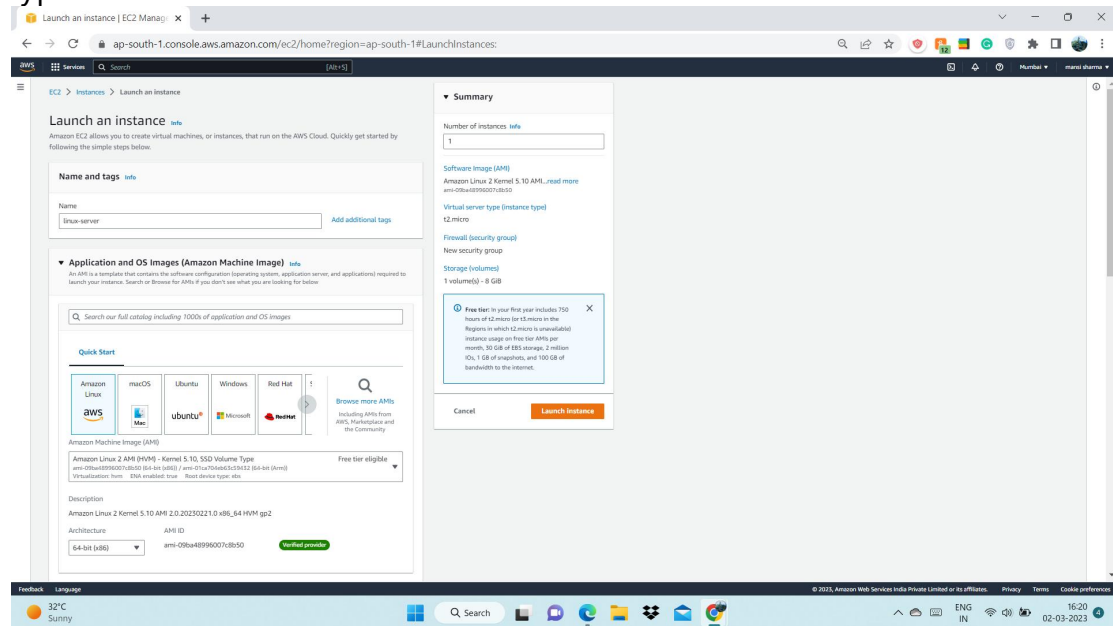 Launch an instance | EC2 Manag
ap-south-1.console.aws.amazon.com/ec2/home?region=ap-south-1#LaunchInstances:
12
aws
Services
Search
[Alt+S]
Mumbai
mansi sharma
EC2 > Instances > Launch an instance
Launch an instance Info
Amazon EC2 allows you to create virtual machines, or instances, that run on the AWS Cloud. Quickly get started by
following the simple steps below.
Name and tags Info
Name
linux-server
Add additional tags
Application and OS Images (Amazon Machine Image) Info
An AMI is a template that contains the software configuration (operating system, application server, and applications) required to
launch your instance. Search or Browse for AMIs if you don't see what you are looking for below
Search our full catalog including 1000s of application and OS images
Quick Start
Amazon Linux
aws
macOS
Mac
Ubuntu
ubuntu®
Windows
Microsoft
Red Hat
Red Hat
Browse more AMIs
Including AMIs from
AWS, Marketplace and
the Community
Amazon Machine Image (AMI)
Amazon Linux 2 AMI (HVM) - Kernel 5.10, SSD Volume Type
Free tier eligible
ami-09ba48996007c8b50 (64-bit (x86)) / ami-01ca704eb63c59432 (64-bit (Arm))
Virtualization: hvm ENA enabled: true Root device type: ebs
Description
Amazon Linux 2 Kernel 5.10 AMI 2.0.20230221.0 x86_64 HVM gp2
Architecture
AMI ID
64-bit (x86)
ami-09ba48996007c8b50
Verified provider
Summary
Number of instances Info
1
Software Image (AMI)
Amazon Linux 2 Kernel 5.10 AMI...read more
ami-09ba48996007c8b50
Virtual server type (instance type)
t2.micro
Firewall (security group)
New security group
Storage (volumes)
1 volume(s) - 8 GiB
Free tier: In your first year includes 750
hours of t2.micro (or t3.micro in the
Regions in which t2.micro is unavailable)
instance usage on free tier AMIs per
month, 30 GiB of EBS storage, 2 million
IOs, 1 GB of snapshots, and 100 GB of
bandwidth to the internet.
Cancel
Launch instance
Feedback
Language
© 2023, Amazon Web Services India Private Limited or its affiliates.
Privacy
Terms
Cookie preferences
32°C
Sunny
Search
ENG
IN
16:20
02-03-2023
4